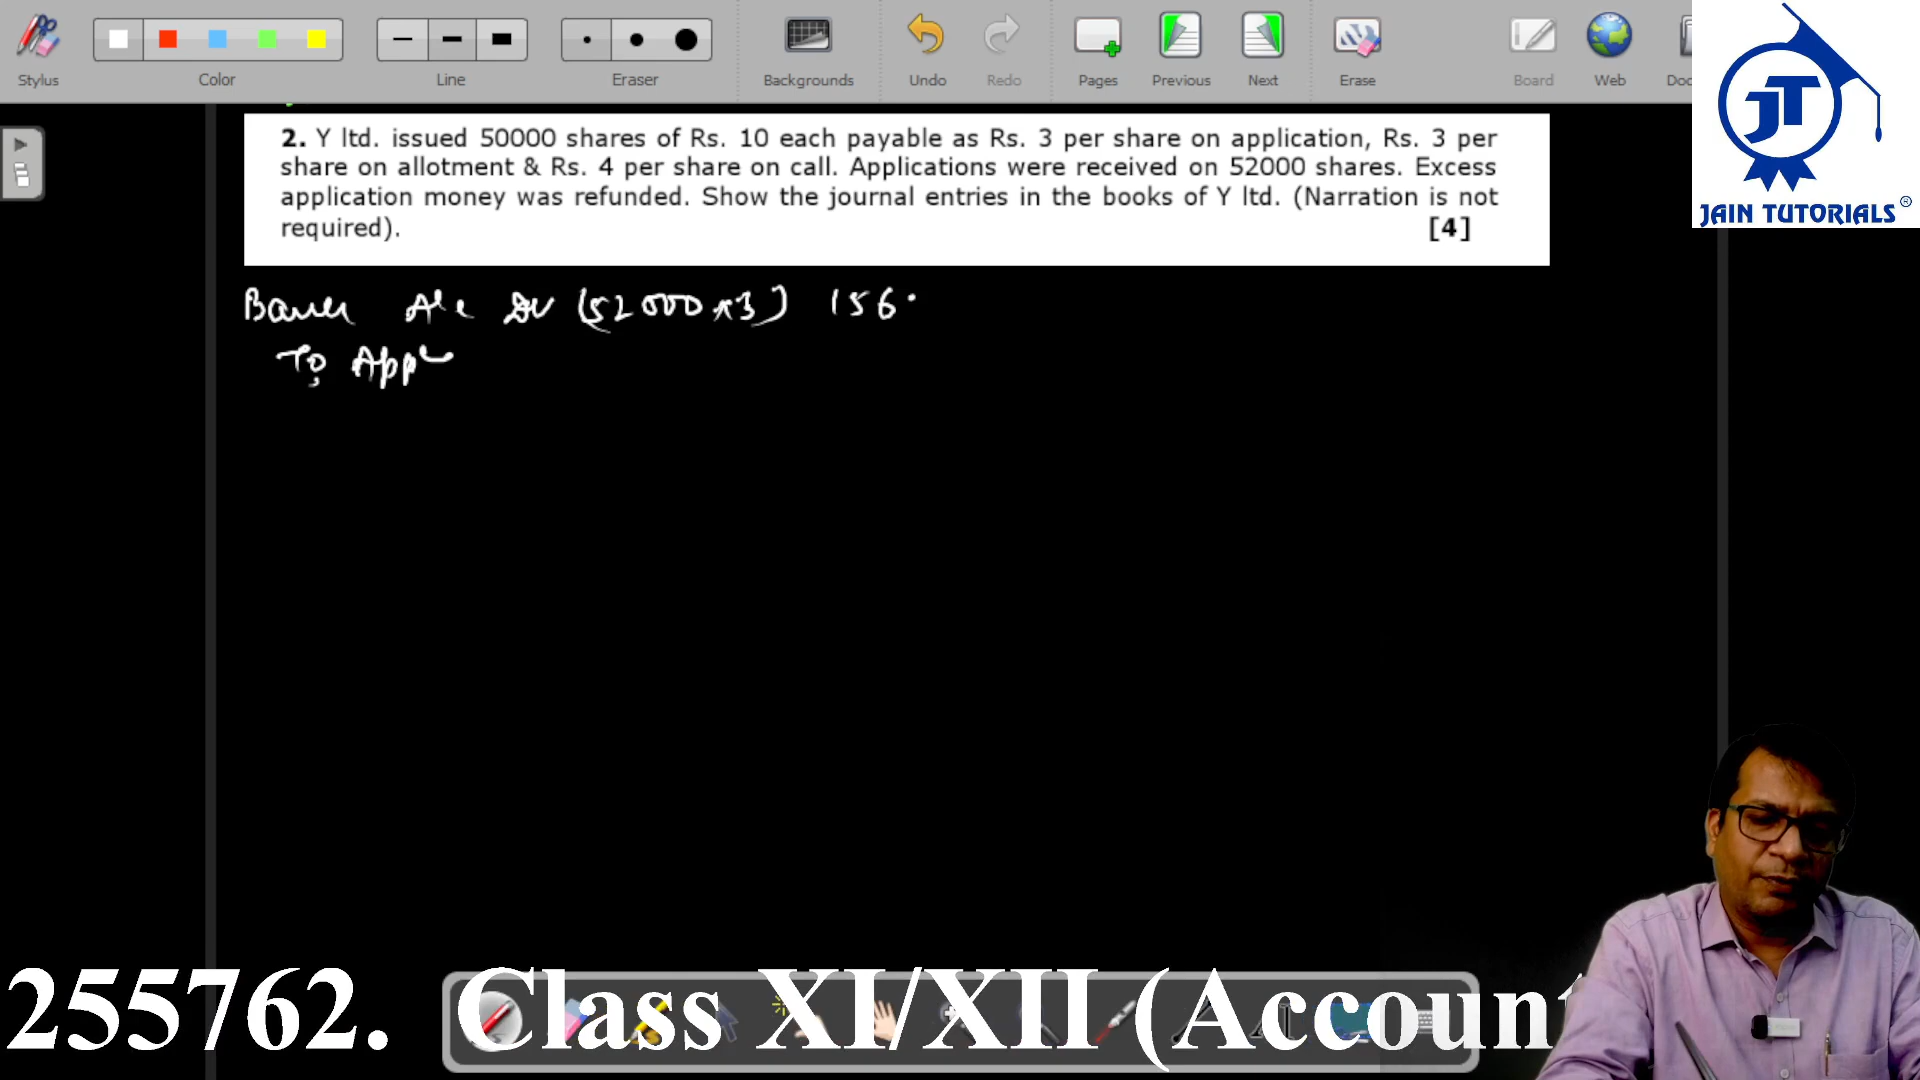 Stylus Color Line Eraser Backgrounds Undo Redo Pages Previous Next Erase Board Web
JT
JAIN TUTORIALS®
2. Y ltd. issued 50000 shares of Rs. 10 each payable as Rs. 3 per share on application, Rs. 3 per
share on allotment & Rs. 4 per share on call. Applications were received on 52000 shares. Excess
application money was refunded. Show the journal entries in the books of Y ltd. (Narration is not
required). [4]
Bank A/c Dr (52000x3) 156
To Appl
255762. Class XI/XII (Accoun